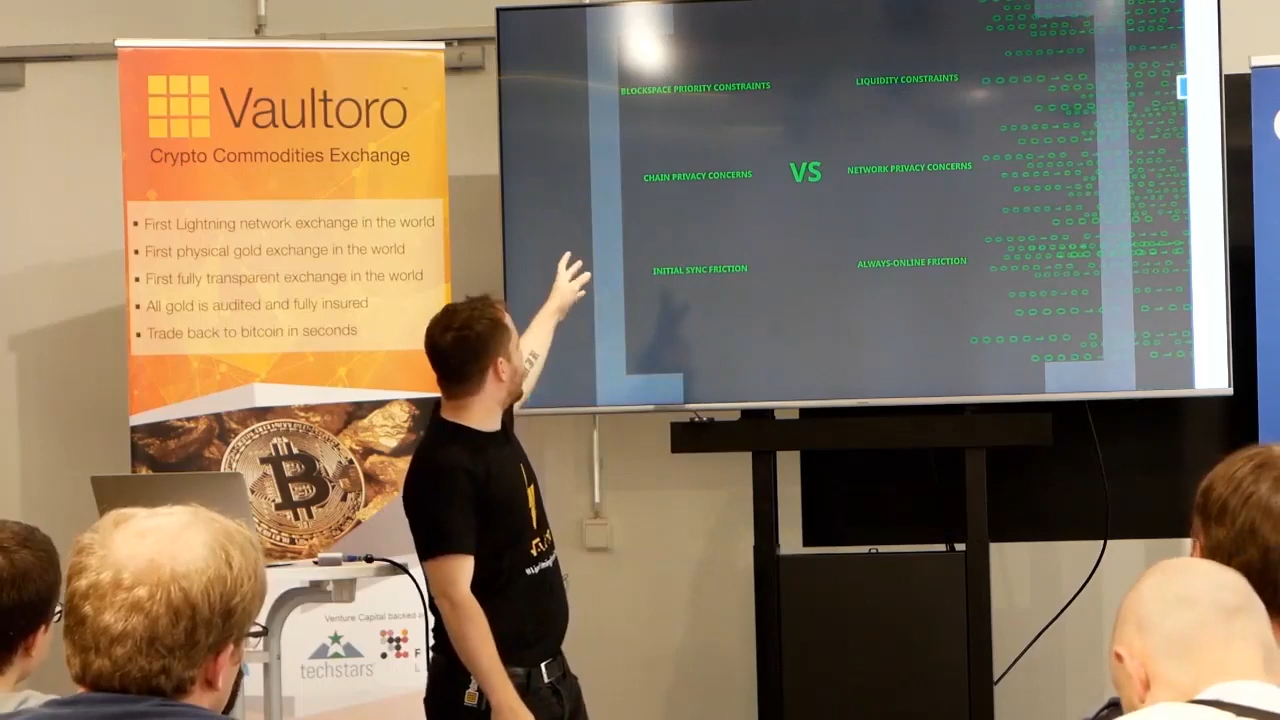 Vaultoro
Crypto Commodities Exchange
First Lightning network exchange in the world
First physical gold exchange in the world
First fully transparent exchange in the world
All gold is audited and fully insured
Trade back to bitcoin in seconds
Venture Capital backed
techstars
BLOCKSPACE PRIORITY CONSTRAINTS
LIQUIDITY CONSTRAINTS
CHAIN PRIVACY CONCERNS
VS
NETWORK PRIVACY CONCERNS
INITIAL SYNC FRICTION
ALWAYS-ONLINE FRICTION